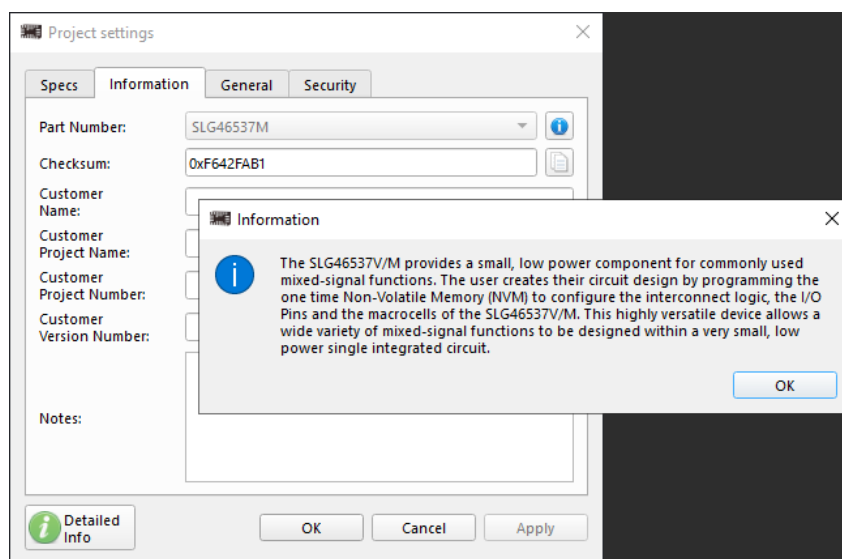 Project settings
Specs
Information
General
Security
Part Number:
SLG46537M
Checksum:
0xF642FAB1
Customer
Name:
Customer
Project Name:
Customer
Project Number:
Customer
Version Number:
Notes:
Information
The SLG46537V/M provides a small, low power component for commonly used
mixed-signal functions. The user creates their circuit design by programming the
one time Non-Volatile Memory (NVM) to configure the interconnect logic, the I/O
Pins and the macrocells of the SLG46537V/M. This highly versatile device allows a
wide variety of mixed-signal functions to be designed within a very small, low
power single integrated circuit.
OK
Detailed
Info
OK
Cancel
Apply